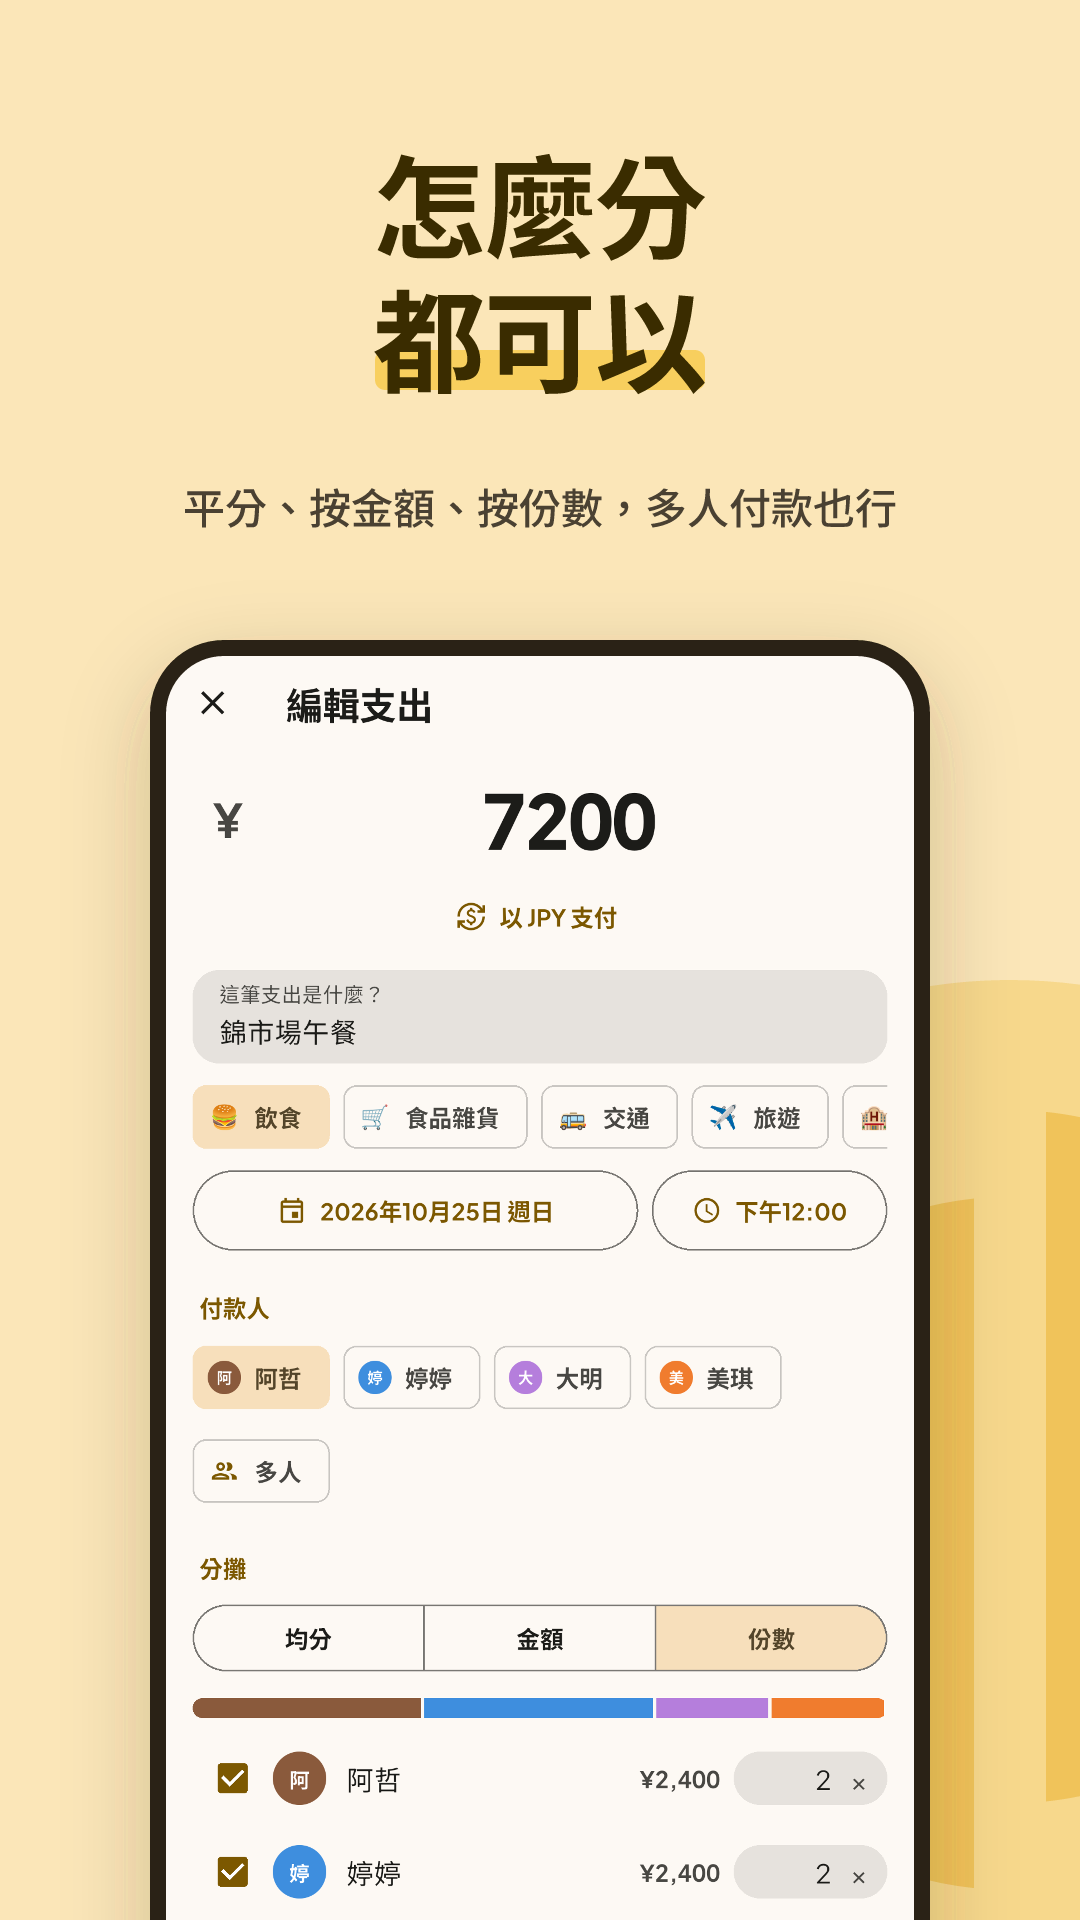 怎麼分
都可以
平分、按金額、按份數，多人付款也行
編輯支出
¥ 7200
以 JPY 支付
這筆支出是什麼？
錦市場午餐
飲食 食品雜貨 交通 旅遊
2026年10月25日 週日 下午12:00
付款人
阿 阿哲 婷 婷婷 大 大明 美 美琪
多人
分攤
均分 金額 份數
阿 阿哲 ¥2,400 2 ×
婷 婷婷 ¥2,400 2 ×